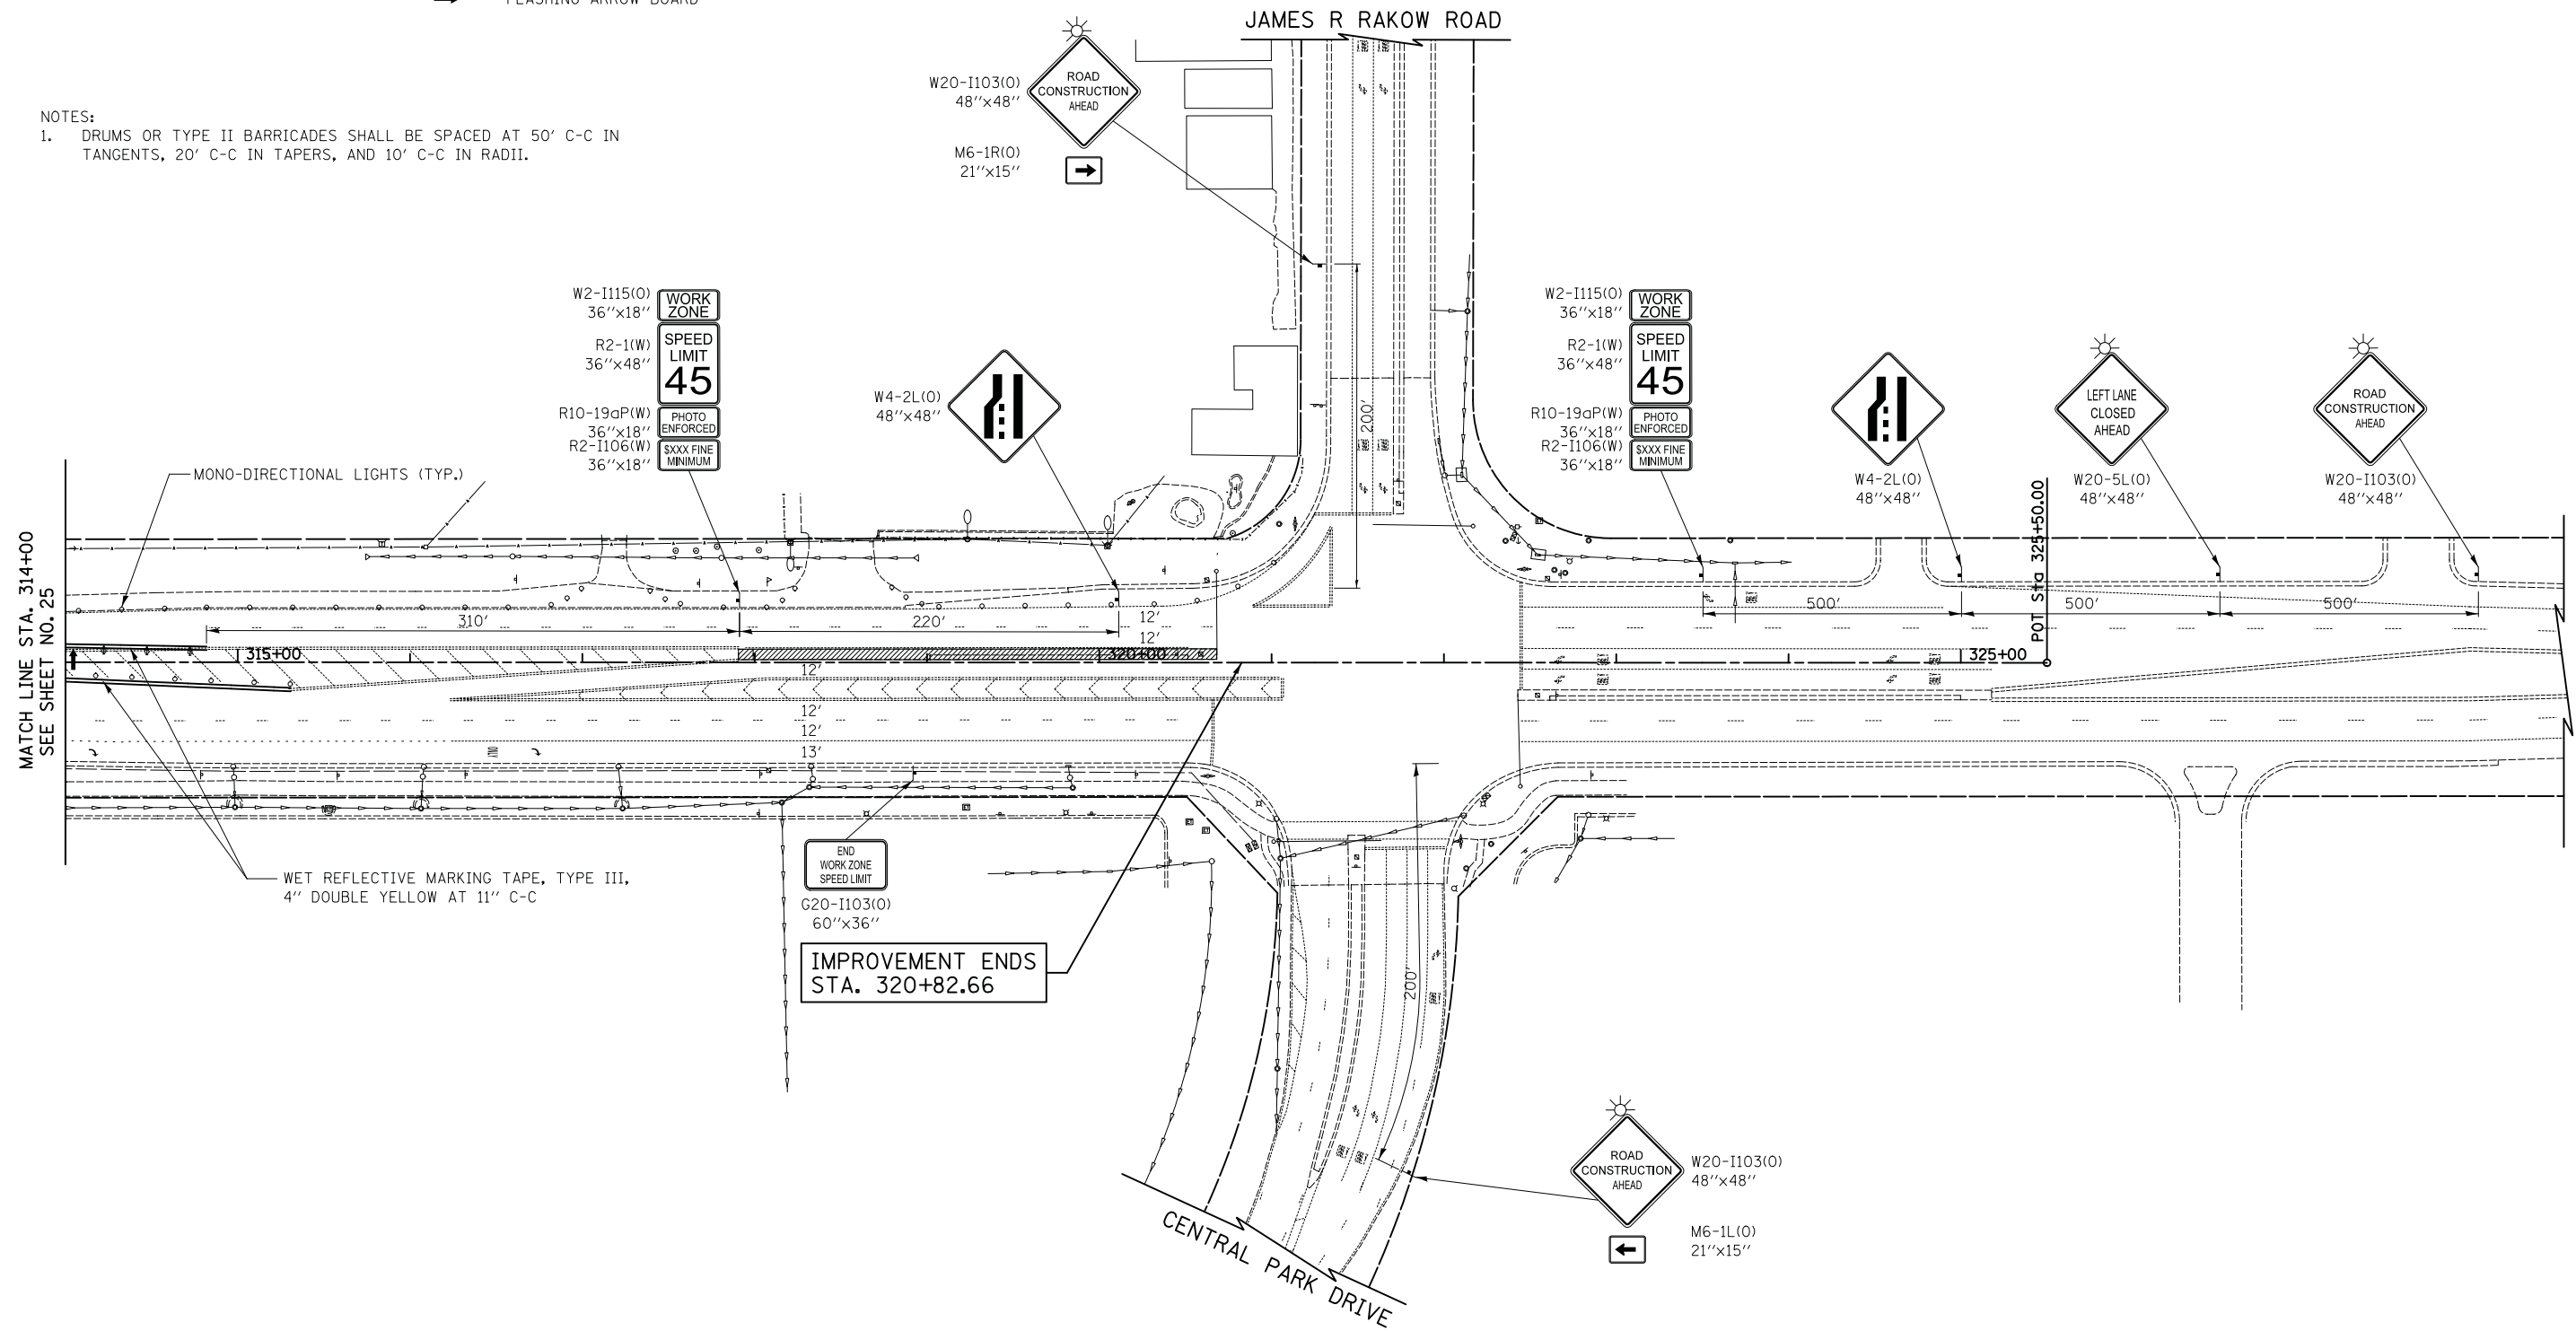 FLASHING ARROW BOARD
JAMES R RAKOW ROAD
NOTES:
1. DRUMS OR TYPE II BARRICADES SHALL BE SPACED AT 50' C-C IN
TANGENTS, 20' C-C IN TAPERS, AND 10' C-C IN RADII.
W20-I103(O)
48''x48''
ROAD
CONSTRUCTION
AHEAD
M6-1R(O)
21''x15''
200'
W2-I115(O)
36''x18''
WORK
ZONE
R2-1(W)
36''x48''
SPEED
LIMIT
45
R10-19aP(W)
36''x18''
PHOTO
ENFORCED
R2-I106(W)
36''x18''
$XXX FINE
MINIMUM
W4-2L(O)
48''x48''
W2-I115(O)
36''x18''
WORK
ZONE
R2-1(W)
36''x48''
SPEED
LIMIT
45
R10-19aP(W)
36''x18''
PHOTO
ENFORCED
R2-I106(W)
36''x18''
$XXX FINE
MINIMUM
W4-2L(O)
48''x48''
LEFT LANE
CLOSED
AHEAD
W20-5L(O)
48''x48''
ROAD
CONSTRUCTION
AHEAD
W20-I103(O)
48''x48''
MONO-DIRECTIONAL LIGHTS (TYP.)
MATCH LINE STA. 314+00
SEE SHEET NO. 25
POT Sta 325+50.00
310'
220'
12'
12'
500'
500'
500'
315+00
320+00
325+00
12'
12'
12'
13'
ONLY
WET REFLECTIVE MARKING TAPE, TYPE III,
4'' DOUBLE YELLOW AT 11'' C-C
END
WORK ZONE
SPEED LIMIT
G20-I103(O)
60''x36''
IMPROVEMENT ENDS
STA. 320+82.66
200'
ROAD
CONSTRUCTION
AHEAD
W20-I103(O)
48''x48''
M6-1L(O)
21''x15''
CENTRAL PARK DRIVE